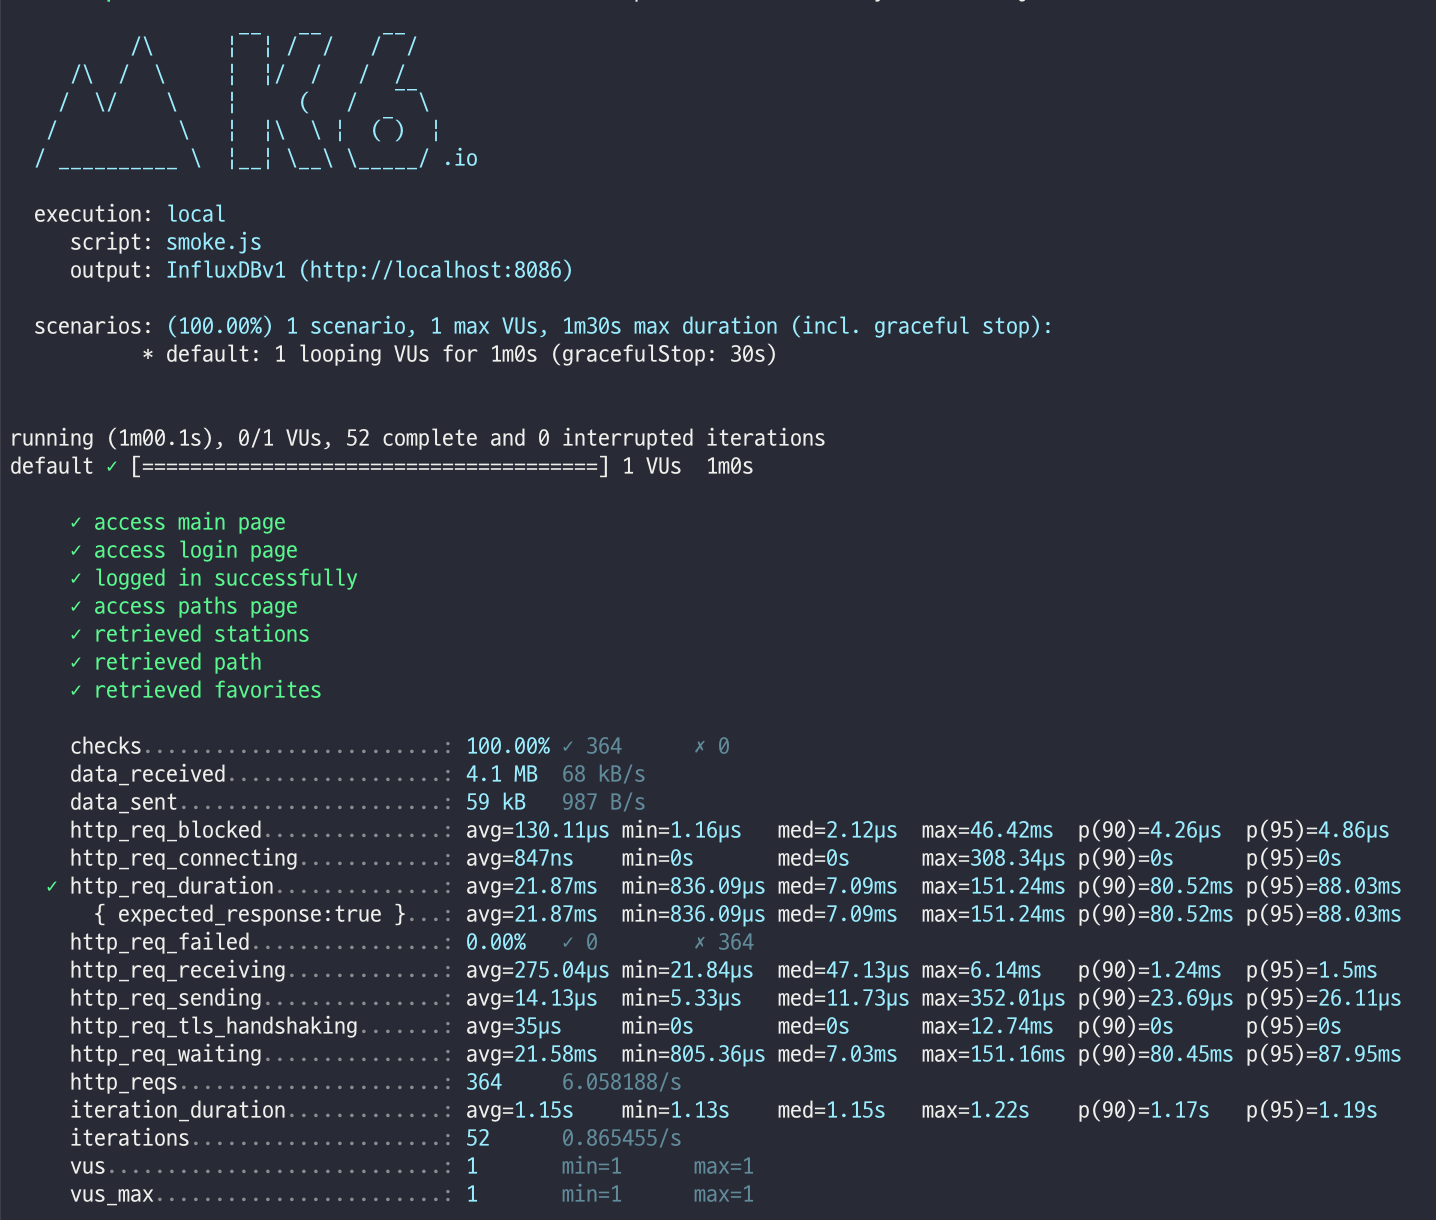 /\      |‾‾| /‾‾/   /‾‾/
     /\  /  \     |  |/  /   /  /
    /  \/    \    |     (   /   ‾‾\
   /          \   |  |\  \ |  (‾)  |
  / __________ \  |__| \__\ \_____/ .io

  execution: local
     script: smoke.js
     output: InfluxDBv1 (http://localhost:8086)

  scenarios: (100.00%) 1 scenario, 1 max VUs, 1m30s max duration (incl. graceful stop):
           * default: 1 looping VUs for 1m0s (gracefulStop: 30s)

running (1m00.1s), 0/1 VUs, 52 complete and 0 interrupted iterations
default ✓ [======================================] 1 VUs  1m0s

     ✓ access main page
     ✓ access login page
     ✓ logged in successfully
     ✓ access paths page
     ✓ retrieved stations
     ✓ retrieved path
     ✓ retrieved favorites

     checks.........................: 100.00% ✓ 364      ✗ 0
     data_received..................: 4.1 MB  68 kB/s
     data_sent......................: 59 kB   987 B/s
     http_req_blocked...............: avg=130.11µs min=1.16µs   med=2.12µs  max=46.42ms  p(90)=4.26µs  p(95)=4.86µs
     http_req_connecting............: avg=847ns    min=0s       med=0s      max=308.34µs p(90)=0s      p(95)=0s
   ✓ http_req_duration..............: avg=21.87ms  min=836.09µs med=7.09ms  max=151.24ms p(90)=80.52ms p(95)=88.03ms
       { expected_response:true }...: avg=21.87ms  min=836.09µs med=7.09ms  max=151.24ms p(90)=80.52ms p(95)=88.03ms
     http_req_failed................: 0.00%   ✓ 0        ✗ 364
     http_req_receiving.............: avg=275.04µs min=21.84µs  med=47.13µs max=6.14ms   p(90)=1.24ms  p(95)=1.5ms
     http_req_sending...............: avg=14.13µs  min=5.33µs   med=11.73µs max=352.01µs p(90)=23.69µs p(95)=26.11µs
     http_req_tls_handshaking.......: avg=35µs     min=0s       med=0s      max=12.74ms  p(90)=0s      p(95)=0s
     http_req_waiting...............: avg=21.58ms  min=805.36µs med=7.03ms  max=151.16ms p(90)=80.45ms p(95)=87.95ms
     http_reqs......................: 364     6.058188/s
     iteration_duration.............: avg=1.15s    min=1.13s    med=1.15s   max=1.22s    p(90)=1.17s   p(95)=1.19s
     iterations.....................: 52      0.865455/s
     vus............................: 1       min=1      max=1
     vus_max........................: 1       min=1      max=1